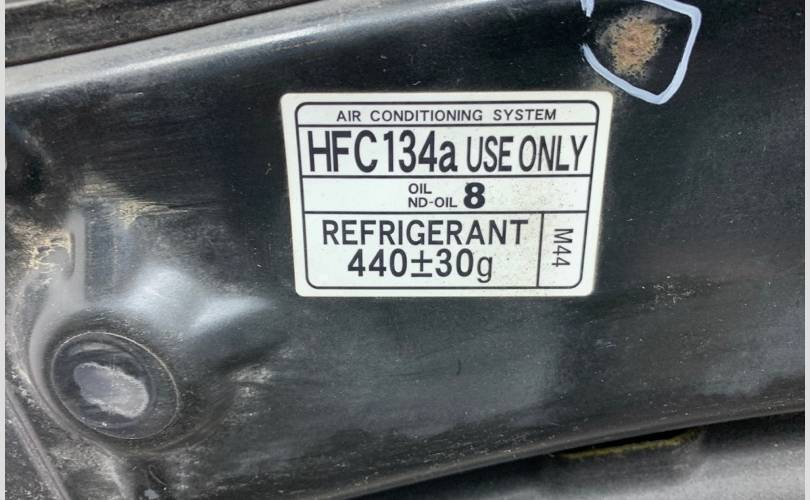 AIR CONDITIONING SYSTEM
HFC134a USE ONLY
OIL
ND-OIL 8
REFRIGERANT
440±30g
M44